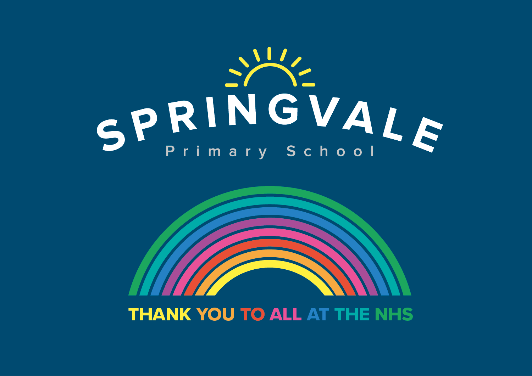 SPRINGVALE
Primary School
THANK YOU TO ALL AT THE NHS